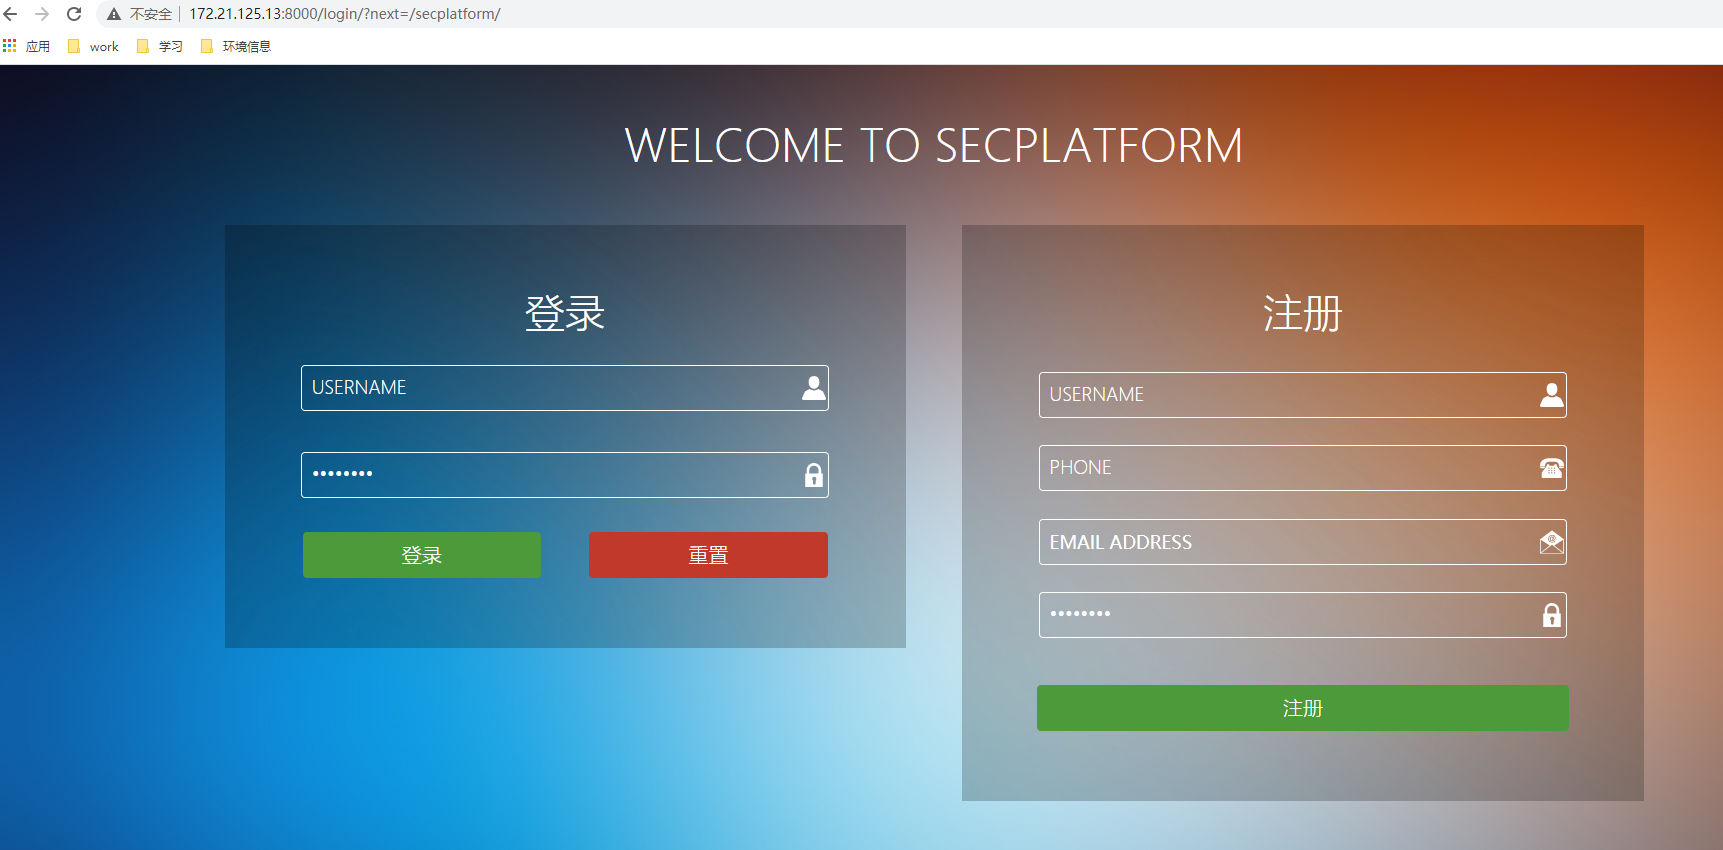 不安全 172.21.125.13:8000/login/?next=/secplatform/
应用 work 学习 环境信息
WELCOME TO SECPLATFORM
登录
USERNAME
••••••••
登录 重置
注册
USERNAME
PHONE
EMAIL ADDRESS
••••••••
注册